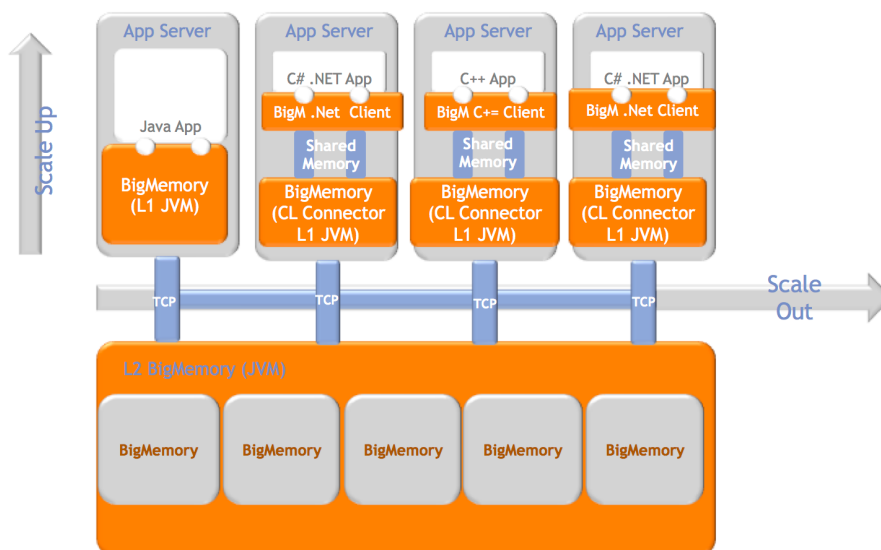 App Server
App Server
App Server
App Server
Scale Up
Java App
C# .NET App
C++ App
C# .NET App
BigM .Net Client
BigM C+= Client
BigM .Net Client
Shared
Memory
Shared
Memory
Shared
Memory
BigMemory
(L1 JVM)
BigMemory
(CL Connector
L1 JVM)
BigMemory
(CL Connector
L1 JVM)
BigMemory
(CL Connector
L1 JVM)
TCP
TCP
TCP
TCP
Scale
Out
L2 BigMemory (JVM)
BigMemory
BigMemory
BigMemory
BigMemory
BigMemory